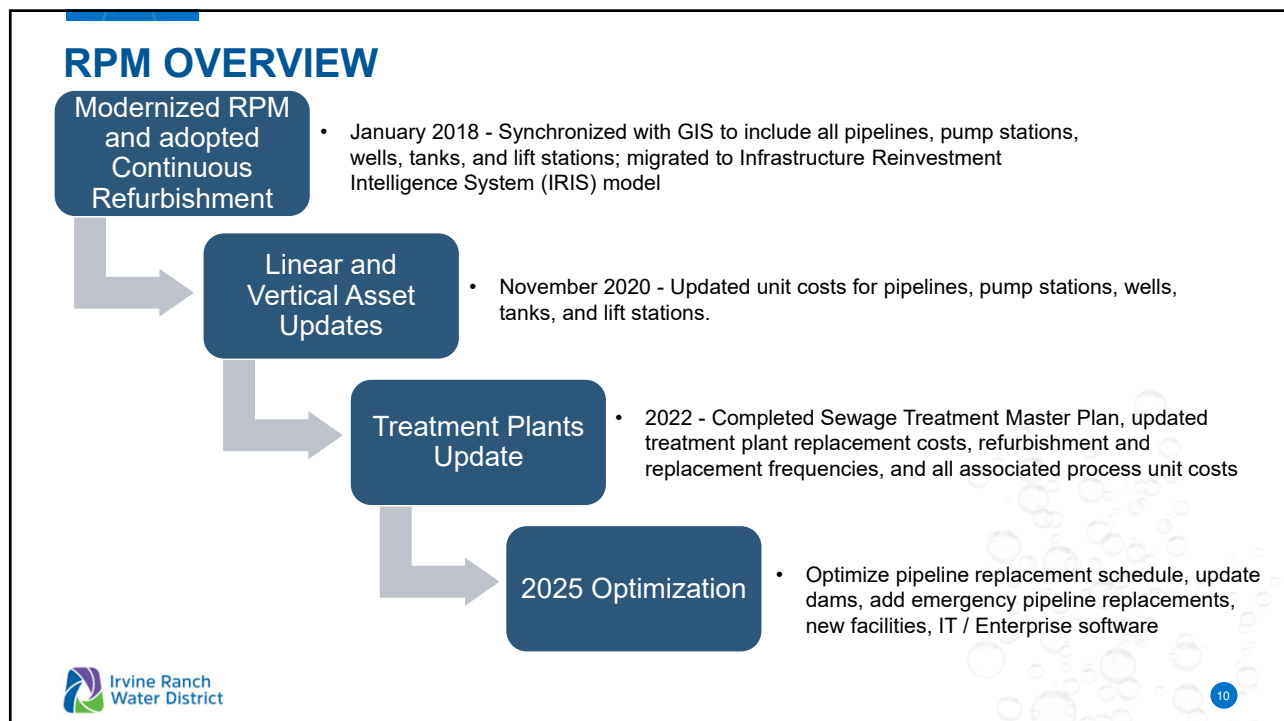 RPM OVERVIEW
Modernized RPM
and adopted
Continuous
Refurbishment
• January 2018 - Synchronized with GIS to include all pipelines, pump stations,
wells, tanks, and lift stations; migrated to Infrastructure Reinvestment
Intelligence System (IRIS) model
Linear and
Vertical Asset
Updates
• November 2020 - Updated unit costs for pipelines, pump stations, wells,
tanks, and lift stations.
Treatment Plants
Update
• 2022 - Completed Sewage Treatment Master Plan, updated
treatment plant replacement costs, refurbishment and
replacement frequencies, and all associated process unit costs
2025 Optimization
• Optimize pipeline replacement schedule, update
dams, add emergency pipeline replacements,
new facilities, IT / Enterprise software
Irvine Ranch
Water District
10